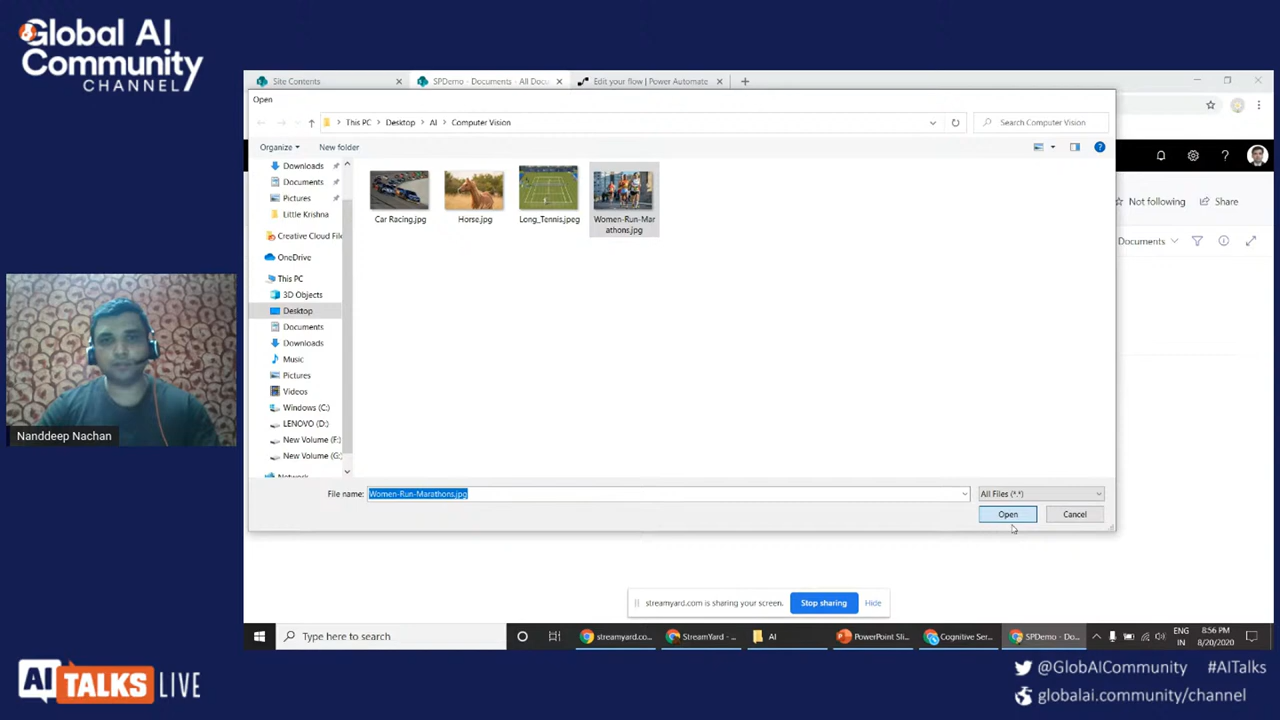 Global AI
Community
CHANNEL
Site Contents
SPDemo - Documents - All Docu
Edit your flow | Power Automate
Open
This PC
Desktop
AI
Computer Vision
Search Computer Vision
Organize
New folder
Downloads
Documents
Pictures
Little Krishna
Creative Cloud File
OneDrive
This PC
3D Objects
Desktop
Documents
Downloads
Music
Pictures
Videos
Windows (C:)
LENOVO (D:)
New Volume (F:)
New Volume (G:)
Network
Car Racing.jpg
Horse.jpg
Long_Tennis.jpeg
Women-Run-Mar
athons.jpg
Not following
Share
Documents
File name:
Women-Run-Marathons.jpg
All Files (*.*)
Open
Cancel
Nanddeep Nachan
streamyard.com is sharing your screen.
Stop sharing
Hide
Type here to search
streamyard.co...
StreamYard - ...
AI
PowerPoint Sli...
Cognitive Ser...
SPDemo - Do...
ENG
IN
8:56 PM
8/20/2020
AI TALKS LIVE
@GlobAICommunity #AITalks
globalai.community/channel